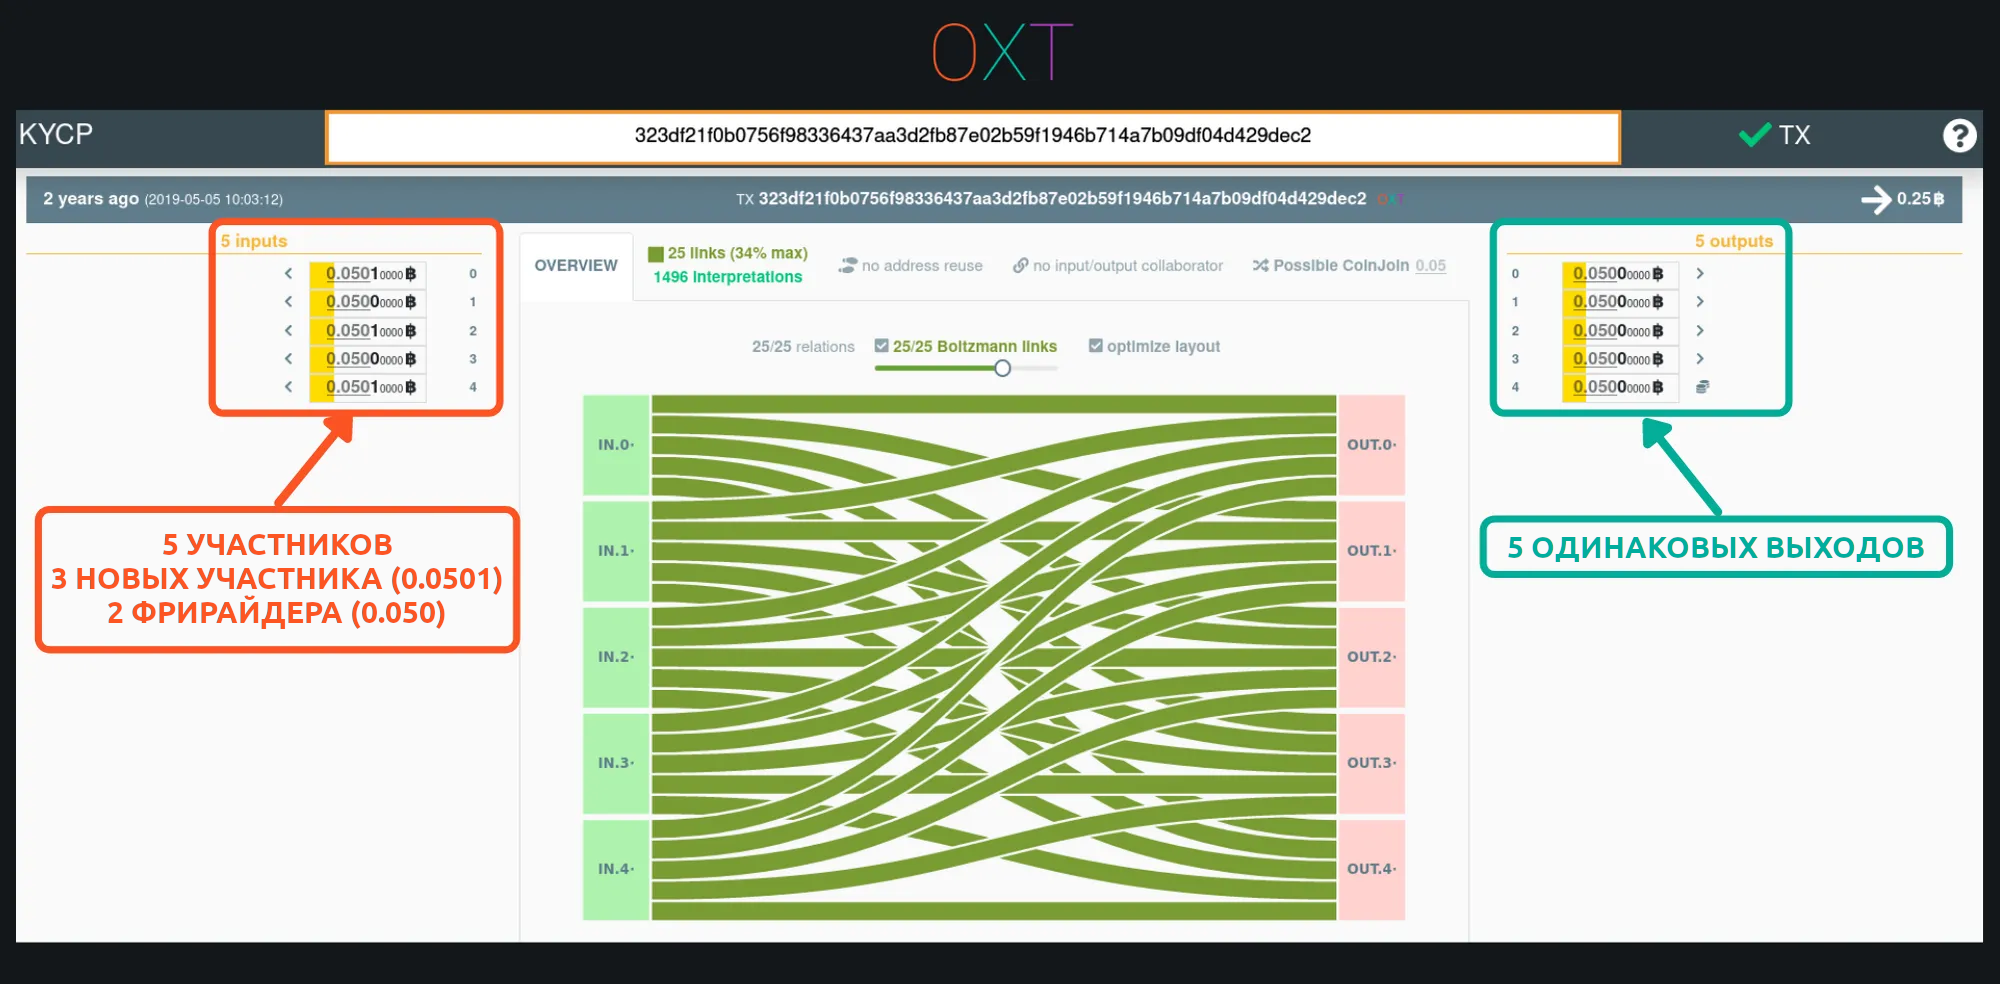 OXT
KYCP
323df21f0b0756f98336437aa3d2fb87e02b59f1946b714a7b09df04d429dec2
TX
?
2 years ago (2019-05-05 10:03:12)
TX 323df21f0b0756f98336437aa3d2fb87e02b59f1946b714a7b09df04d429dec2 OXT
0.25฿
5 inputs
0.05010000 ฿ 0
0.05000000 ฿ 1
0.05010000 ฿ 2
0.05000000 ฿ 3
0.05010000 ฿ 4
OVERVIEW
25 links (34% max)
1496 interpretations
no address reuse
no input/output collaborator
Possible CoinJoin 0.05
5 outputs
0 0.05000000 ฿
1 0.05000000 ฿
2 0.05000000 ฿
3 0.05000000 ฿
4 0.05000000 ฿
25/25 relations
25/25 Boltzmann links
optimize layout
5 УЧАСТНИКОВ
3 НОВЫХ УЧАСТНИКА (0.0501)
2 ФРИРАЙДЕРА (0.050)
5 ОДИНАКОВЫХ ВЫХОДОВ
IN.0·
OUT.0·
IN.1·
OUT.1·
IN.2·
OUT.2·
IN.3·
OUT.3·
IN.4·
OUT.4·